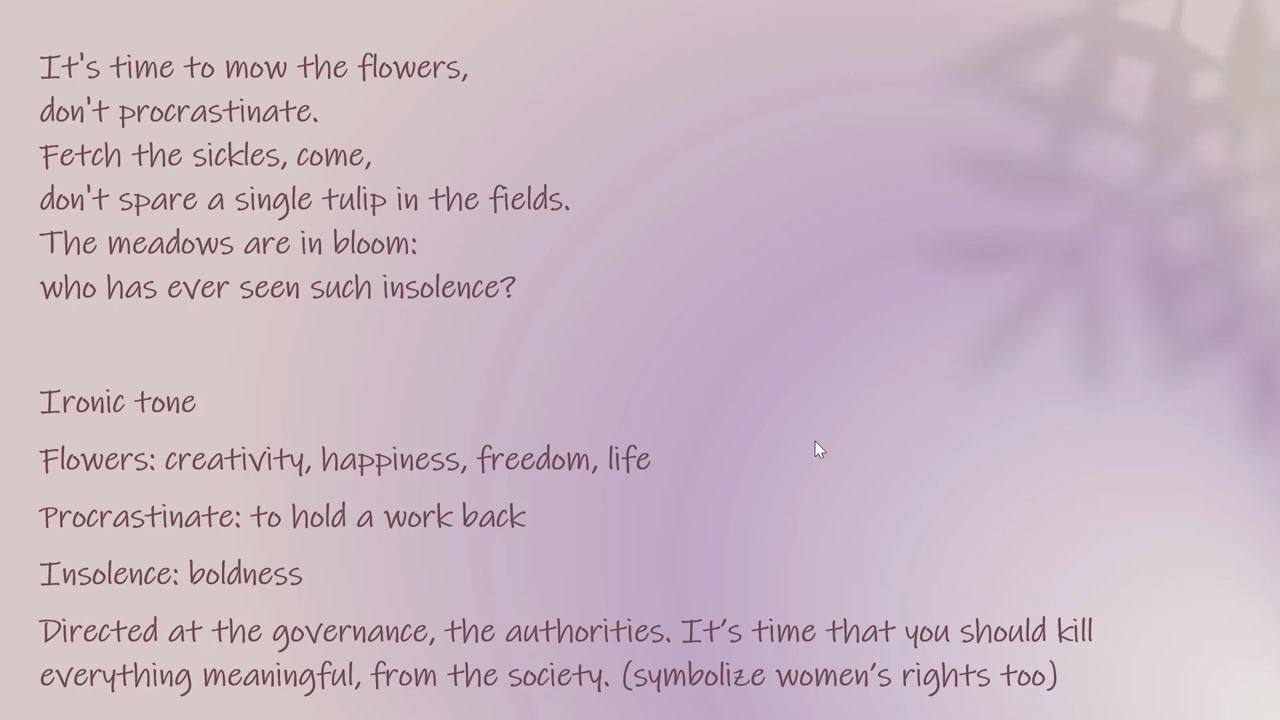 It's time to mow the flowers,
don't procrastinate.
Fetch the sickles, come,
don't spare a single tulip in the fields.
The meadows are in bloom:
who has ever seen such insolence?
Ironic tone
Flowers: creativity, happiness, freedom, life
Procrastinate: to hold a work back
Insolence: boldness
Directed at the governance, the authorities. It’s time that you should kill
everything meaningful, from the society. (symbolize women’s rights too)